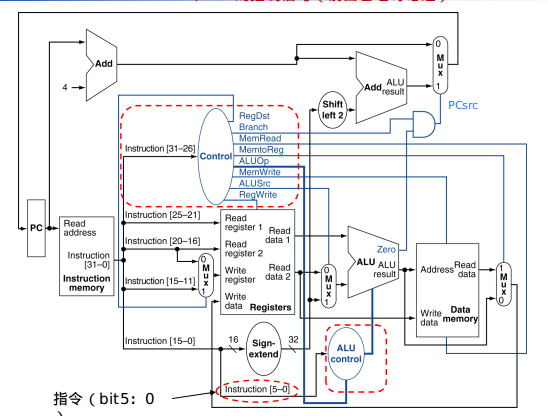 0
M
u
x
1
Add
4
Add ALU
result
Shift
left 2
PCsrc
RegDst
Branch
MemRead
MemtoReg
ALUOp
MemWrite
ALUSrc
RegWrite
Instruction [31–26]
Control
PC
Read
address
Instruction
[31–0]
Instruction
memory
Instruction [25–21]
Instruction [20–16]
Instruction [15–11]
0
M
u
x
1
Read
register 1
Read
register 2
Write
register
Write
data
Read
data 1
Read
data 2
Registers
0
M
u
x
1
Zero
ALU ALU
result
Address
Read
data
Write
data
Data
memory
1
M
u
x
0
Instruction [15–0]
16
Sign-
extend
32
ALU
control
Instruction [5–0]
指令（bit5：0
）